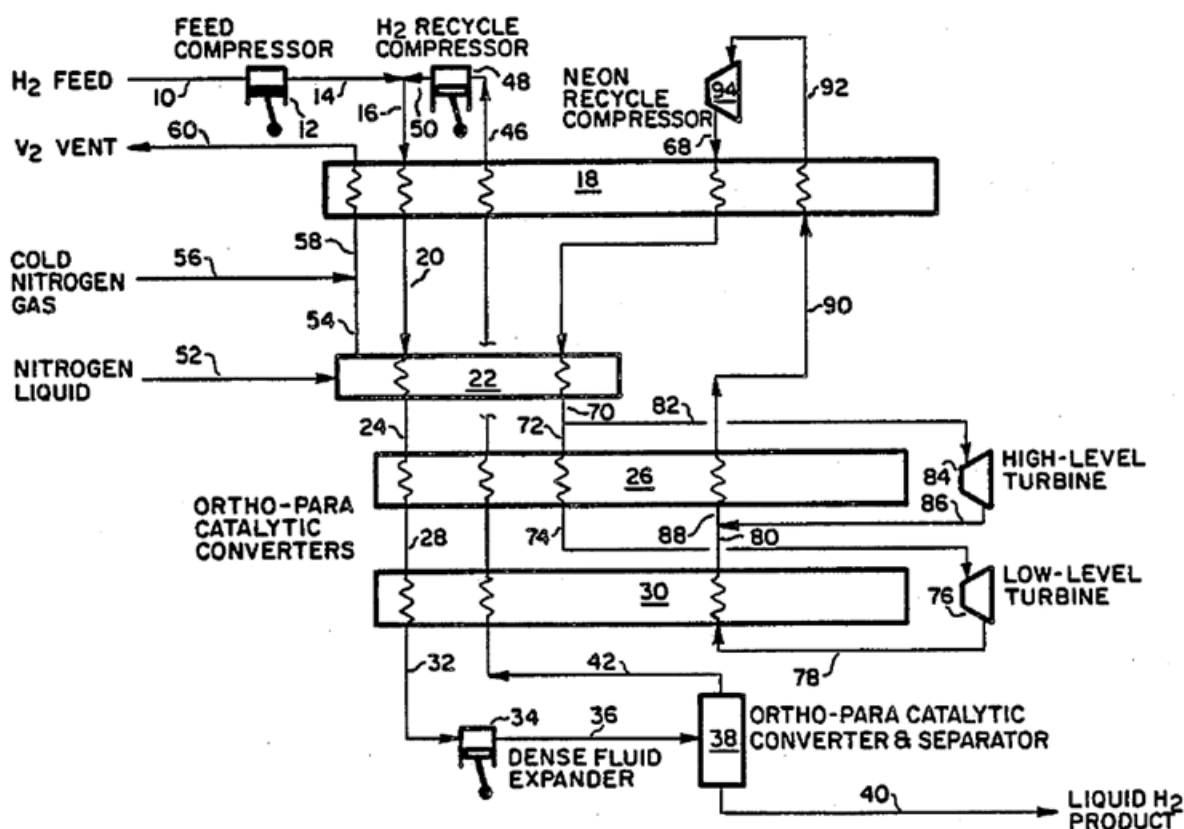 FEED
COMPRESSOR
H2 RECYCLE
COMPRESSOR
H2 FEED
10
14
12
16
50
48
46
NEON
RECYCLE
COMPRESSOR
94
92
68
V2 VENT
60
18
58
20
COLD
NITROGEN
GAS
56
54
90
NITROGEN
LIQUID
52
22
70
82
24
72
26
84
HIGH-LEVEL
TURBINE
86
ORTHO-PARA
CATALYTIC
CONVERTERS
28
74
88
80
30
76
LOW-LEVEL
TURBINE
78
32
42
34
36
38
DENSE FLUID
EXPANDER
ORTHO-PARA CATALYTIC
CONVERTER & SEPARATOR
40
LIQUID H2
PRODUCT